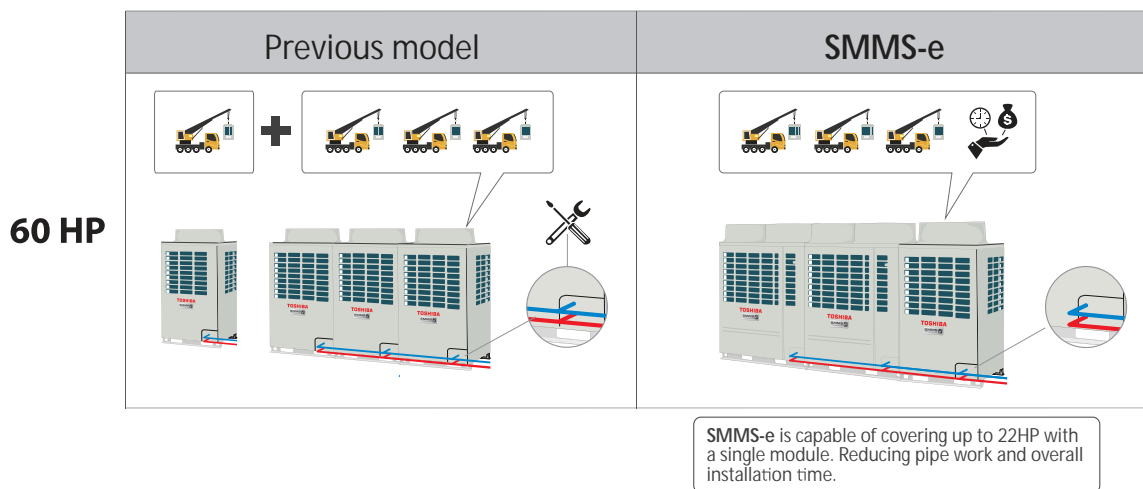 Previous model
SMMS-e
60 HP
TOSHIBA
TOSHIBA
TOSHIBA
TOSHIBA
TOSHIBA
TOSHIBA
TOSHIBA
SMMS-e is capable of covering up to 22HP with
a single module. Reducing pipe work and overall
installation time.